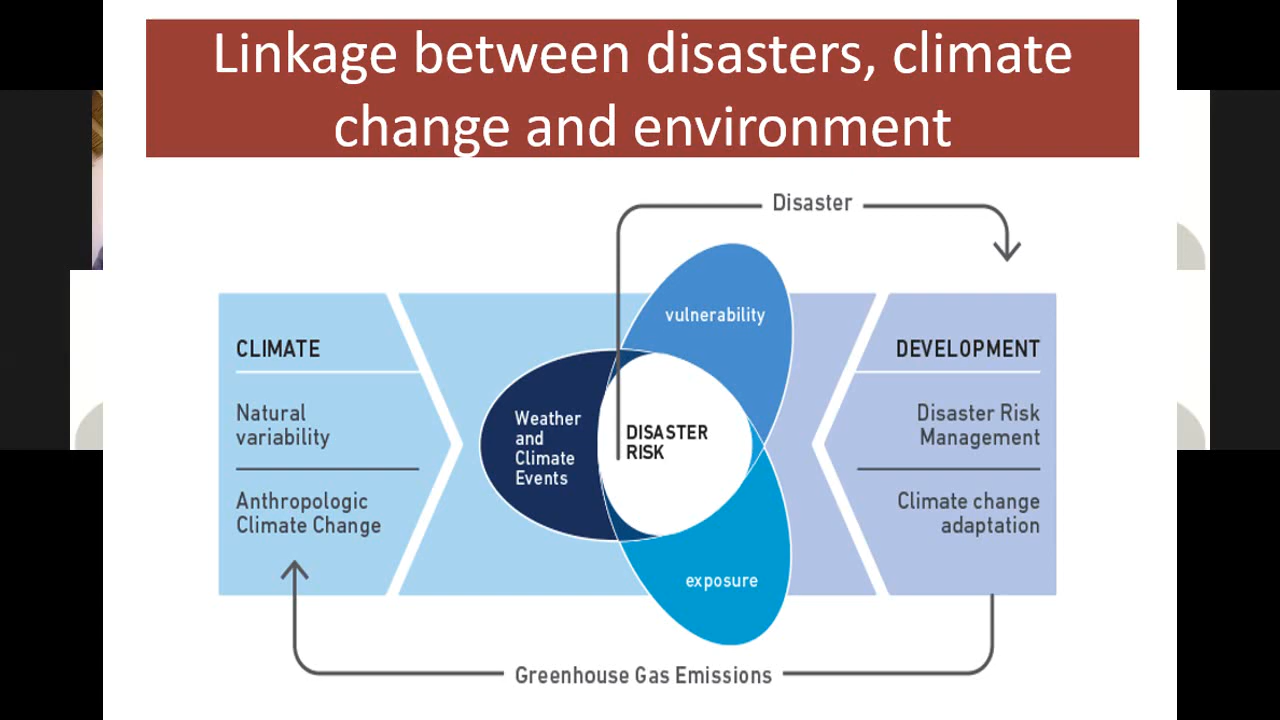 Linkage between disasters, climate
change and environment
Disaster
vulnerability
CLIMATE
Natural
variability
Anthropologic
Climate Change
Weather
and
Climate
Events
DISASTER
RISK
DEVELOPMENT
Disaster Risk
Management
Climate change
adaptation
exposure
Greenhouse Gas Emissions